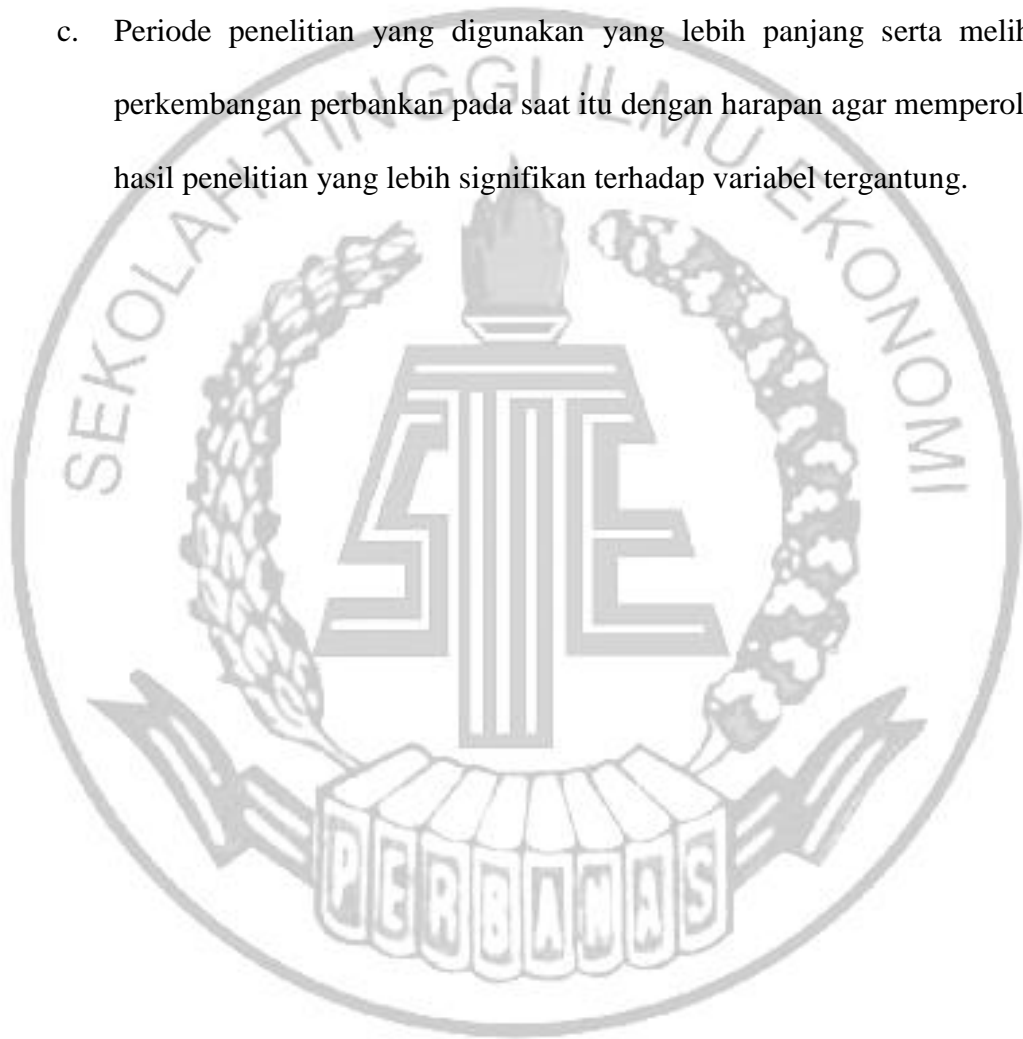 c. Periode penelitian yang digunakan yang lebih panjang serta melih
perkembangan perbankan pada saat itu dengan harapan agar memperol
hasil penelitian yang lebih signifikan terhadap variabel tergantung.
SEKOLAH TINGGI ILMU EKONOMI
STIE
PERBANAS